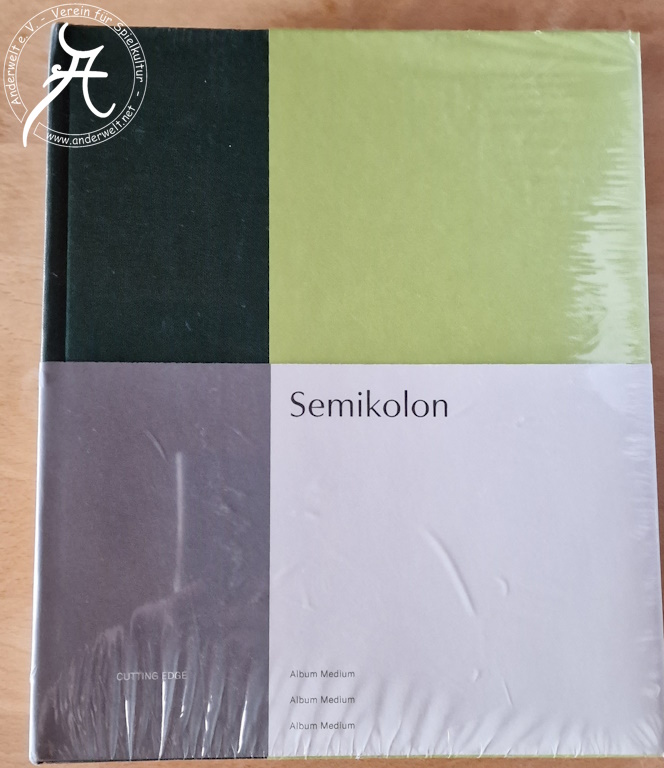 Anderwelt e.V. - Verein für Spielkultur -
www.anderwelt.net
Semikolon
CUTTING EDGE
Album Medium
Album Medium
Album Medium